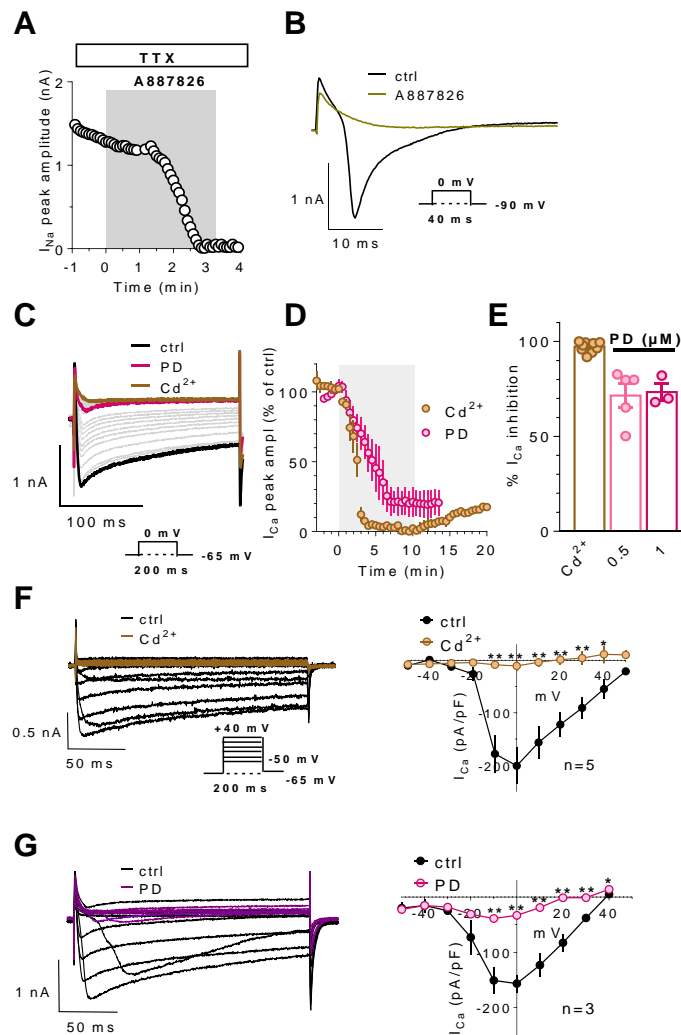 A
TTX
A887826
I_Na peak amplitude (nA)
2
1
0
-1 0 1 2 3 4
Time (min)
B
ctrl
A887826
1 nA
10 ms
0 mV
40 ms
-90 mV
C
ctrl
PD
Cd²⁺
1 nA
100 ms
0 mV
200 ms
-65 mV
D
I_Ca peak ampl (% of ctrl)
100
50
0
0 5 10 15 20
Time (min)
Cd²⁺
PD
E
% I_Ca inhibition
100
50
0
PD (µM)
Cd²⁺
0.5
1
F
ctrl
Cd²⁺
0.5 nA
50 ms
+40 mV
-50 mV
-65 mV
200 ms
ctrl
Cd²⁺
** ** ** ** ** *
-40 -20 20 40
mV
-100
-200
I_Ca (pA/pF)
n=5
G
ctrl
PD
1 nA
50 ms
ctrl
PD
** ** ** ** ** *
-40 -20 20 40
mV
-100
-200
I_Ca (pA/pF)
n=3